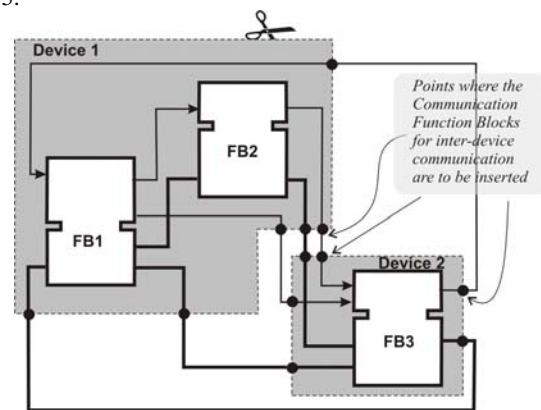 3.
Device 1
Points where the
Communication
Function Blocks
for inter-device
communication
are to be inserted
FB2
FB1
Device 2
FB3